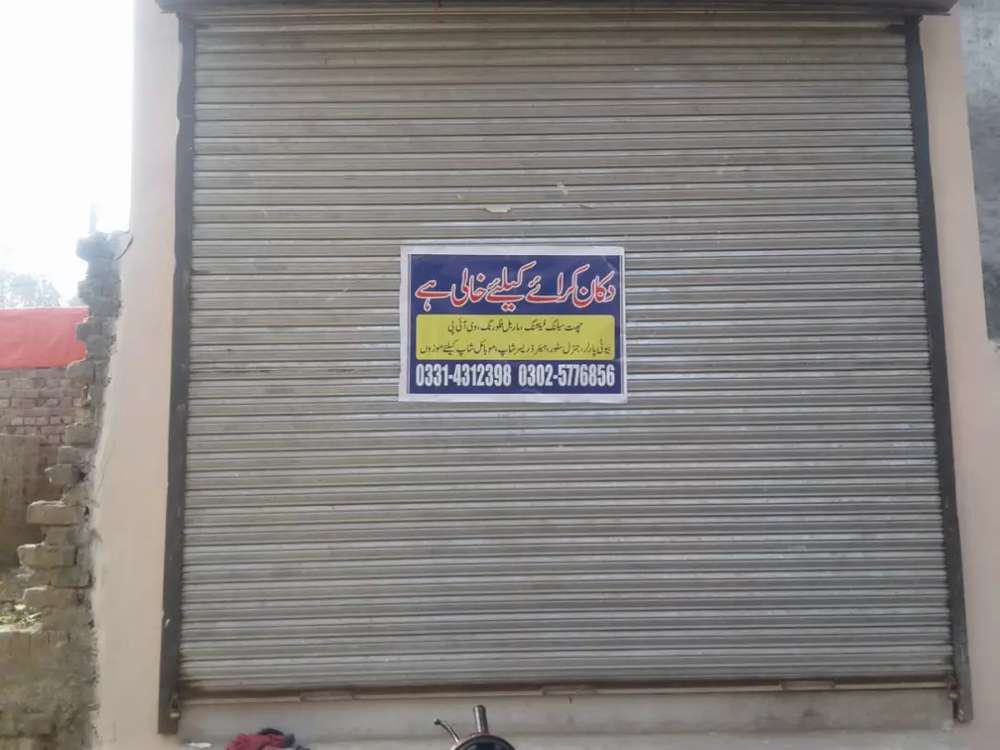 دکان کرائے کیلئے خالی ہے
چھت سیلنگ فٹنگ، ماربل فلورنگ، وی آئی پی
بیوٹی پارلر، جنرل سٹور، ہیئر ڈریسر شاپ، موبائل شاپ کیلئے موزوں
0331-4312398 0302-5776856